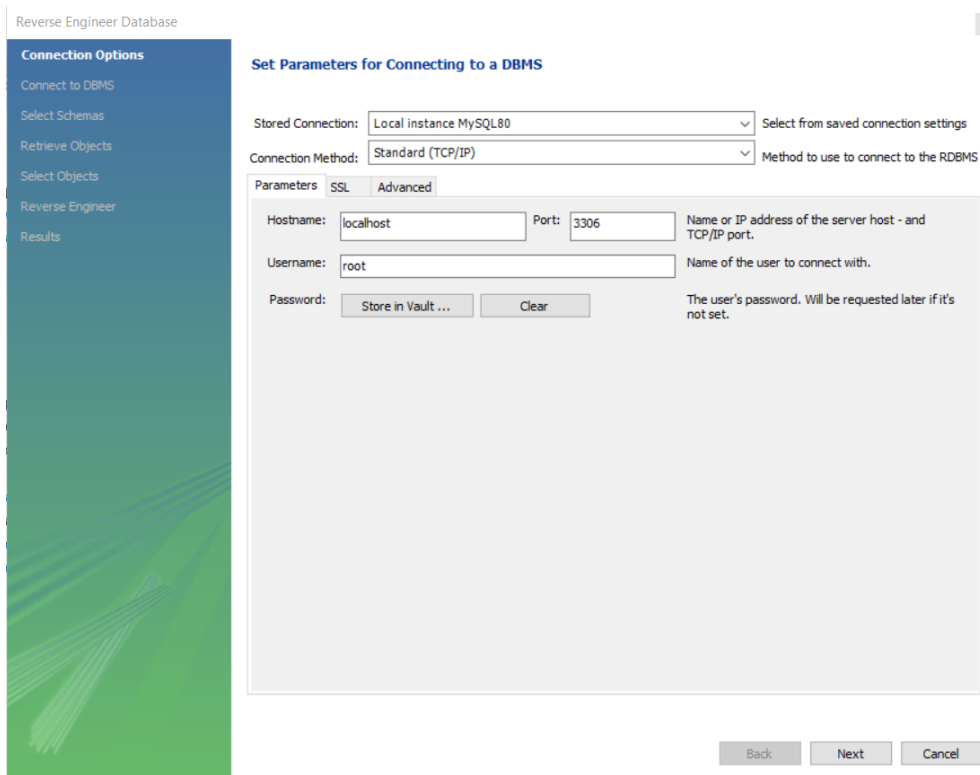 Reverse Engineer Database
Connection Options
Connect to DBMS
Select Schemas
Retrieve Objects
Select Objects
Reverse Engineer
Results
Set Parameters for Connecting to a DBMS
Stored Connection: Local instance MySQL80 Select from saved connection settings
Connection Method: Standard (TCP/IP) Method to use to connect to the RDBMS
Parameters SSL Advanced
Hostname: localhost Port: 3306 Name or IP address of the server host - and
TCP/IP port.
Username: root Name of the user to connect with.
Password: Store in Vault ... Clear The user's password. Will be requested later if it's
not set.
Back Next Cancel